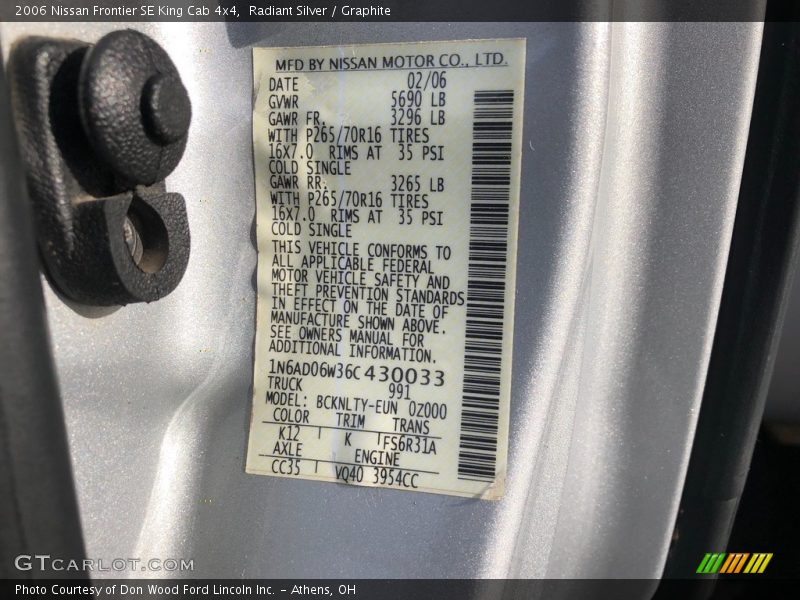 2006 Nissan Frontier SE King Cab 4x4,  Radiant Silver / Graphite
MFD BY NISSAN MOTOR CO., LTD.
DATE 02/06
GVWR 5690 LB
GAWR FR. 3296 LB
WITH P265/70R16 TIRES
16X7.0 RIMS AT 35 PSI
COLD SINGLE
GAWR RR. 3265 LB
WITH P265/70R16 TIRES
16X7.0 RIMS AT 35 PSI
COLD SINGLE
THIS VEHICLE CONFORMS TO
ALL APPLICABLE FEDERAL
MOTOR VEHICLE SAFETY AND
THEFT PREVENTION STANDARDS
IN EFFECT ON THE DATE OF
MANUFACTURE SHOWN ABOVE.
SEE OWNERS MANUAL FOR
ADDITIONAL INFORMATION.
1N6AD06W36C430033
TRUCK 991
MODEL: BCKNLTY-EUN 0Z000
COLOR TRIM TRANS
K12 K FS6R31A
AXLE ENGINE
CC35 VQ40 3954CC
GTCARLOT.COM
Photo Courtesy of Don Wood Ford Lincoln Inc. - Athens, OH